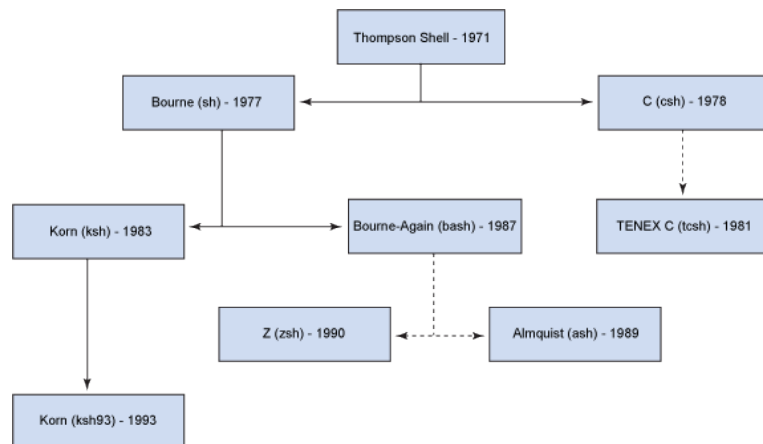 Thompson Shell - 1971
Bourne (sh) - 1977
C (csh) - 1978
Korn (ksh) - 1983
Bourne-Again (bash) - 1987
TENEX C (tcsh) - 1981
Z (zsh) - 1990
Almquist (ash) - 1989
Korn (ksh93) - 1993